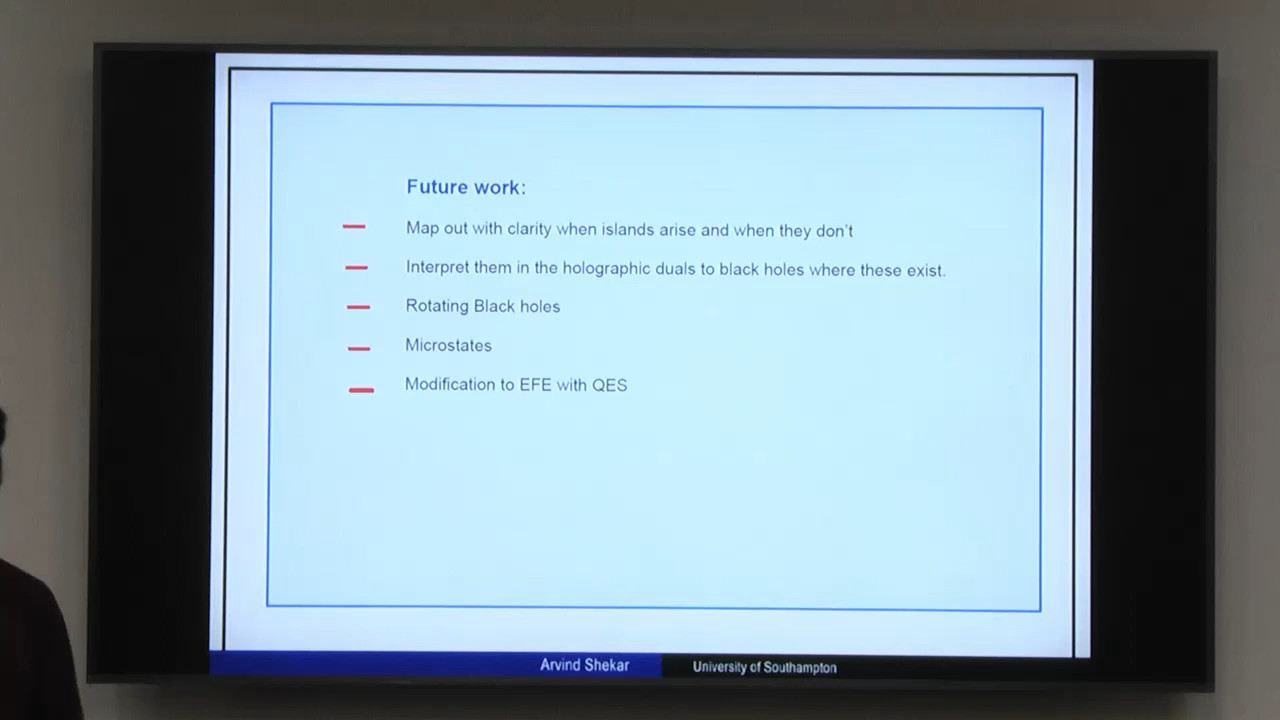 Future work:
Map out with clarity when islands arise and when they don't
Interpret them in the holographic duals to black holes where these exist.
Rotating Black holes
Microstates
Modification to EFE with QES
Arvind Shekar
University of Southampton